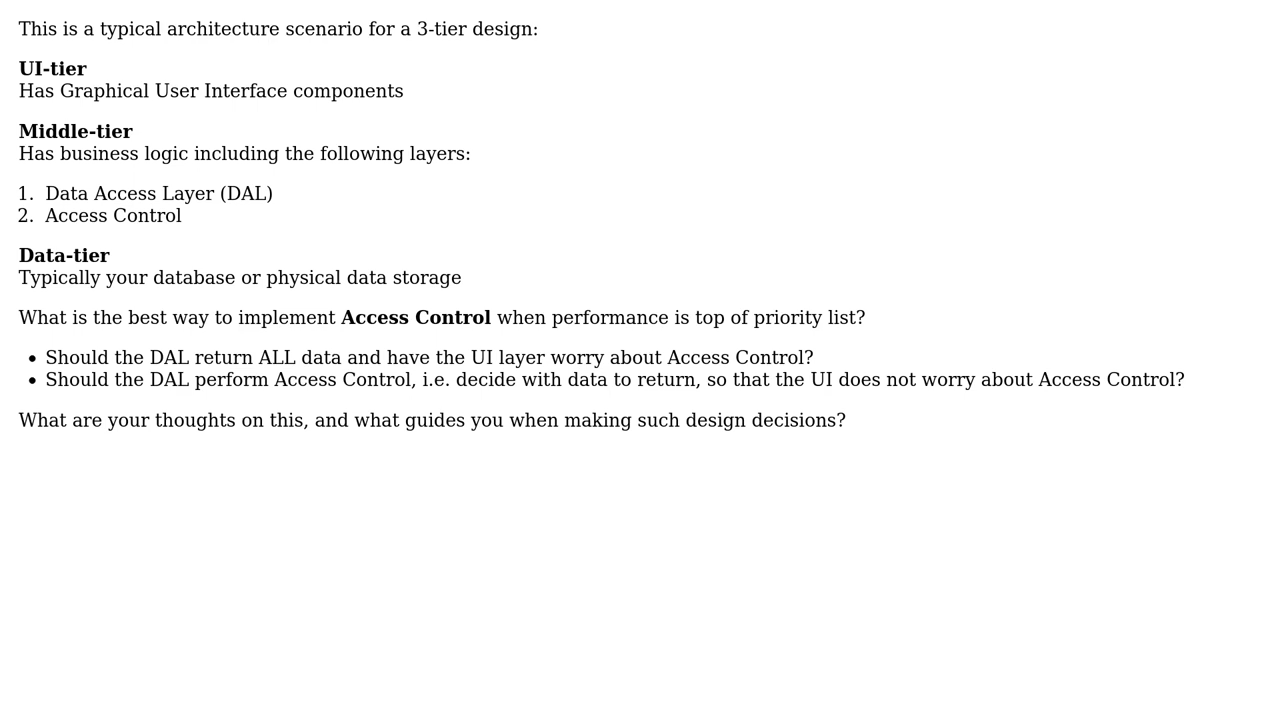 This is a typical architecture scenario for a 3-tier design:
UI-tier
Has Graphical User Interface components
Middle-tier
Has business logic including the following layers:
1. Data Access Layer (DAL)
2. Access Control
Data-tier
Typically your database or physical data storage
What is the best way to implement Access Control when performance is top of priority list?
• Should the DAL return ALL data and have the UI layer worry about Access Control?
• Should the DAL perform Access Control, i.e. decide with data to return, so that the UI does not worry about Access Control?
What are your thoughts on this, and what guides you when making such design decisions?